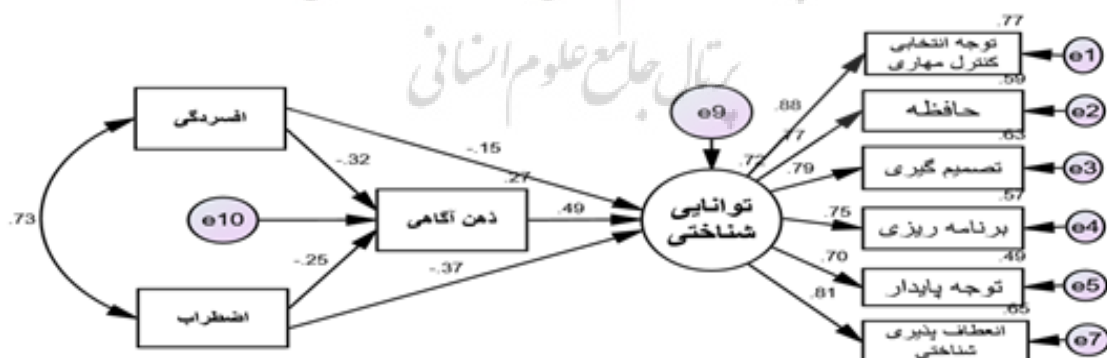 پرتال جامع علوم انسانی
.77
توجه انتخابی
کنترل مهاری
e1
.59
.88
افسردگی
e9
حافظه
e2
.77
.63
-.15
-.32
.72
.79
تصمیم گیری
e3
.27
.57
.73
e10
ذهن آگاهی
.49
توانایی
شناختی
.75
برنامه ریزی
e4
.49
-.25
-.37
.70
توجه پایدار
e5
.81
.65
اضطراب
انعطاف پذیری
شناختی
e7